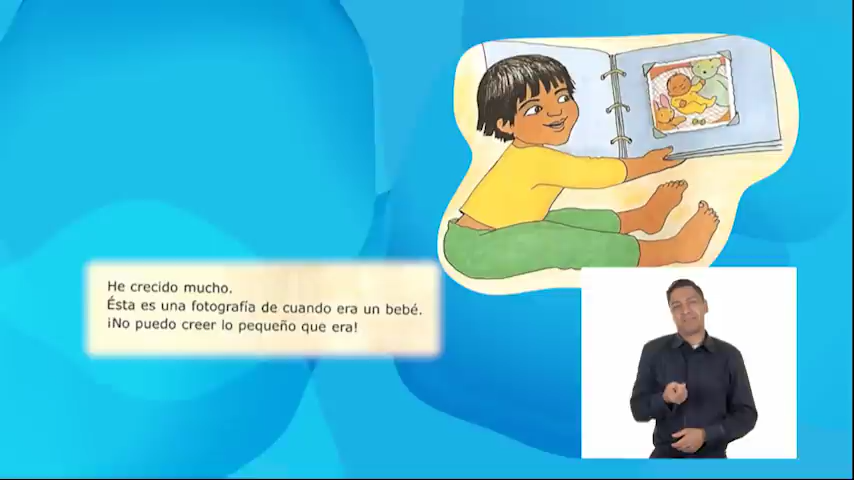 He crecido mucho.
Ésta es una fotografía de cuando era un bebé.
¡No puedo creer lo pequeño que era!